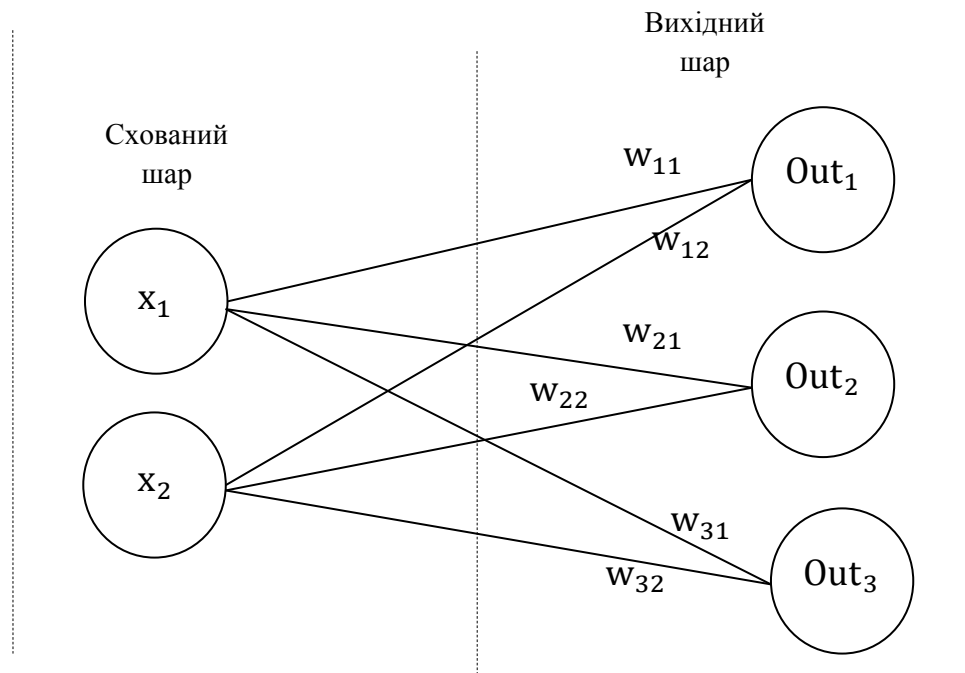 Вихідний
шар
Схований
шар
w₁₁
Out₁
w₁₂
x₁
w₂₁
Out₂
w₂₂
x₂
w₃₁
Out₃
w₃₂